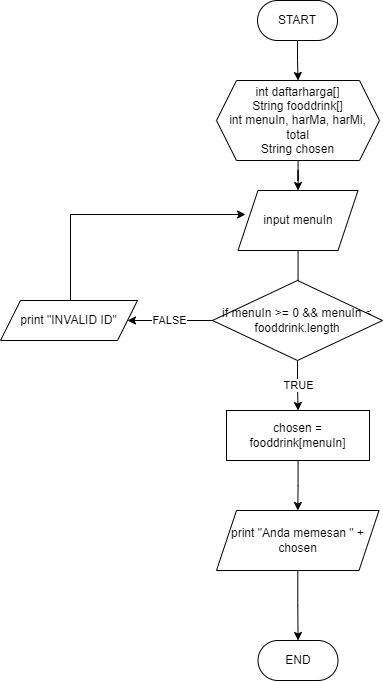 START
int daftarharga[]
String fooddrink[]
int menuIn, harMa, harMi,
total
String chosen
input menuIn
if menuIn >= 0 && menuIn <
fooddrink.length
FALSE
print "INVALID ID"
TRUE
chosen =
fooddrink[menuIn]
print "Anda memesan " +
chosen
END